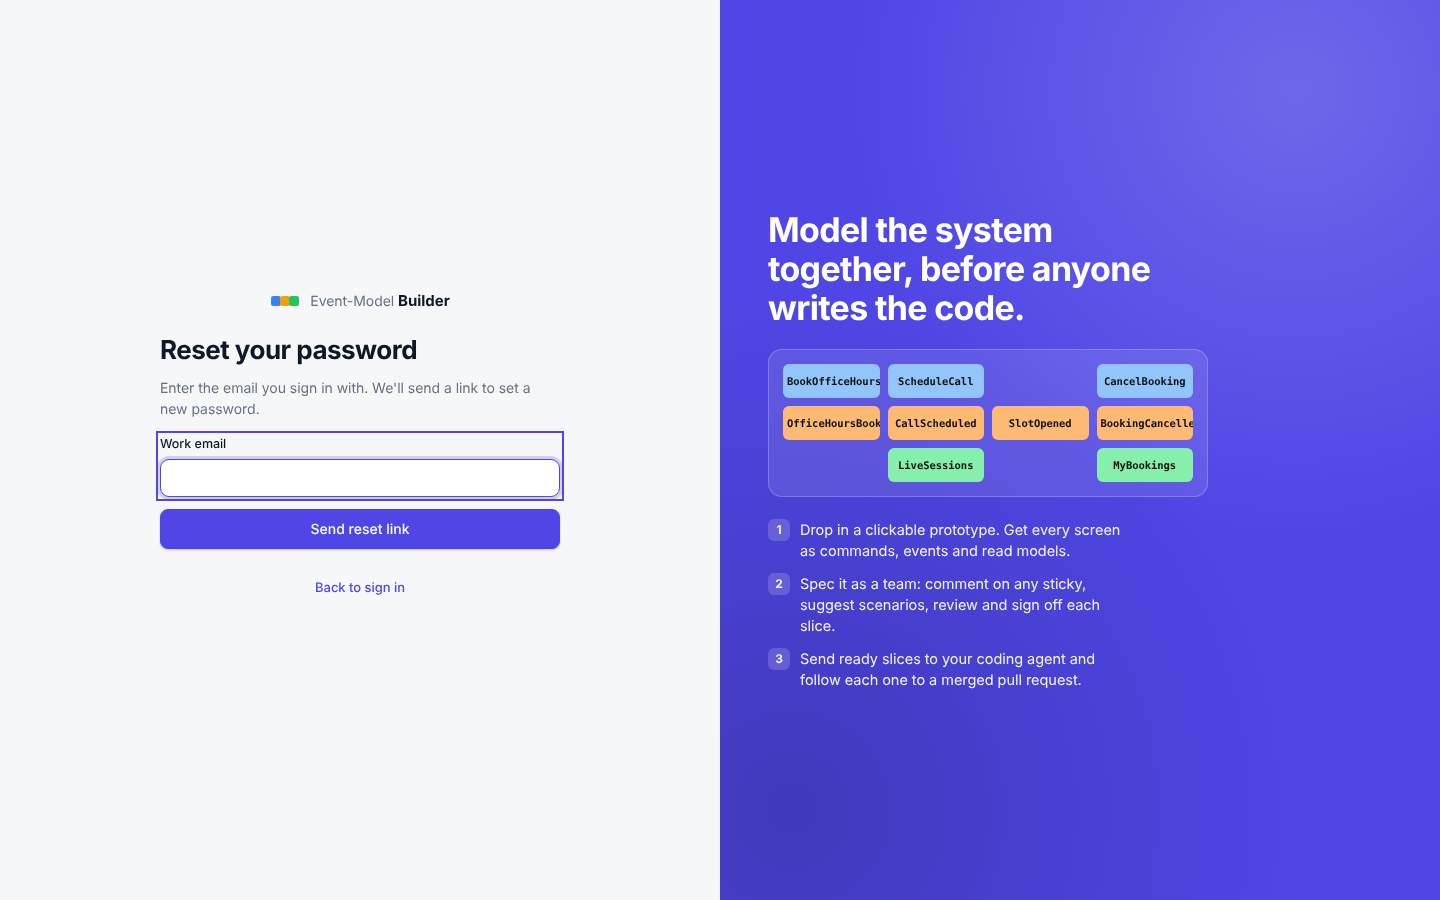 Event-Model Builder
Reset your password
Enter the email you sign in with. We'll send a link to set a
new password.
Work email
Send reset link
Back to sign in
Model the system
together, before anyone
writes the code.
BookOfficeHours
ScheduleCall
CancelBooking
OfficeHoursBook
CallScheduled
SlotOpened
BookingCancelle
LiveSessions
MyBookings
1 Drop in a clickable prototype. Get every screen
as commands, events and read models.
2 Spec it as a team: comment on any sticky,
suggest scenarios, review and sign off each
slice.
3 Send ready slices to your coding agent and
follow each one to a merged pull request.